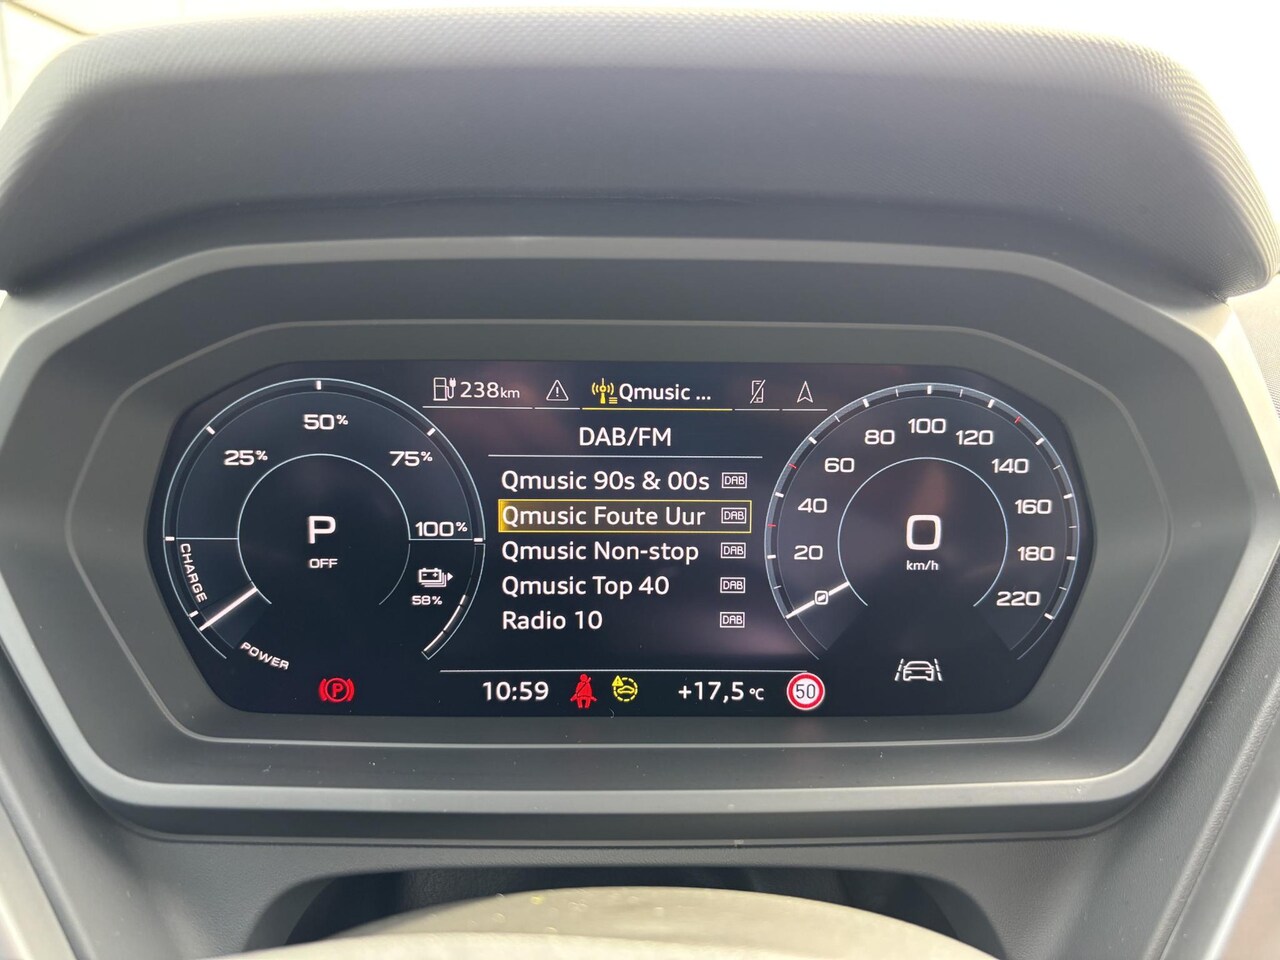 238km
Qmusic ...
DAB/FM
Qmusic 90s & 00s DAB
Qmusic Foute Uur DAB
Qmusic Non-stop DAB
Qmusic Top 40 DAB
Radio 10 DAB
25%
50%
75%
100%
P
OFF
CHARGE
POWER
58%
20
40
60
80
100
120
140
160
180
220
0
km/h
P
10:59
+17,5 °C
50